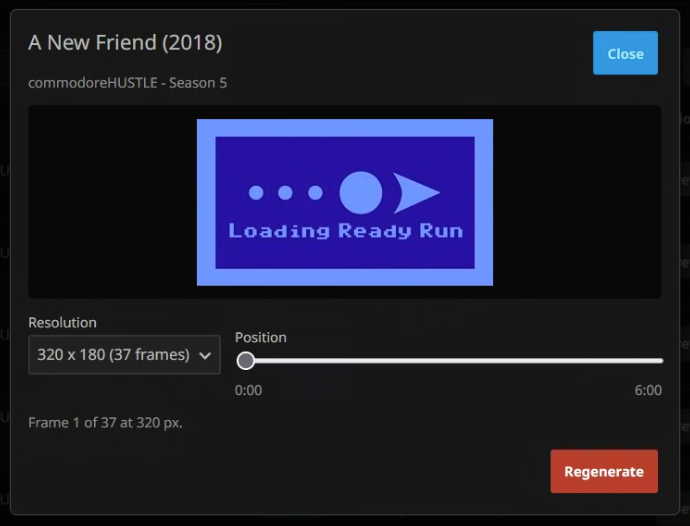 A New Friend (2018)
Close
commodoreHUSTLE - Season 5
Loading Ready Run
Resolution
320 x 180 (37 frames)
Position
0:00
6:00
Frame 1 of 37 at 320 px.
Regenerate